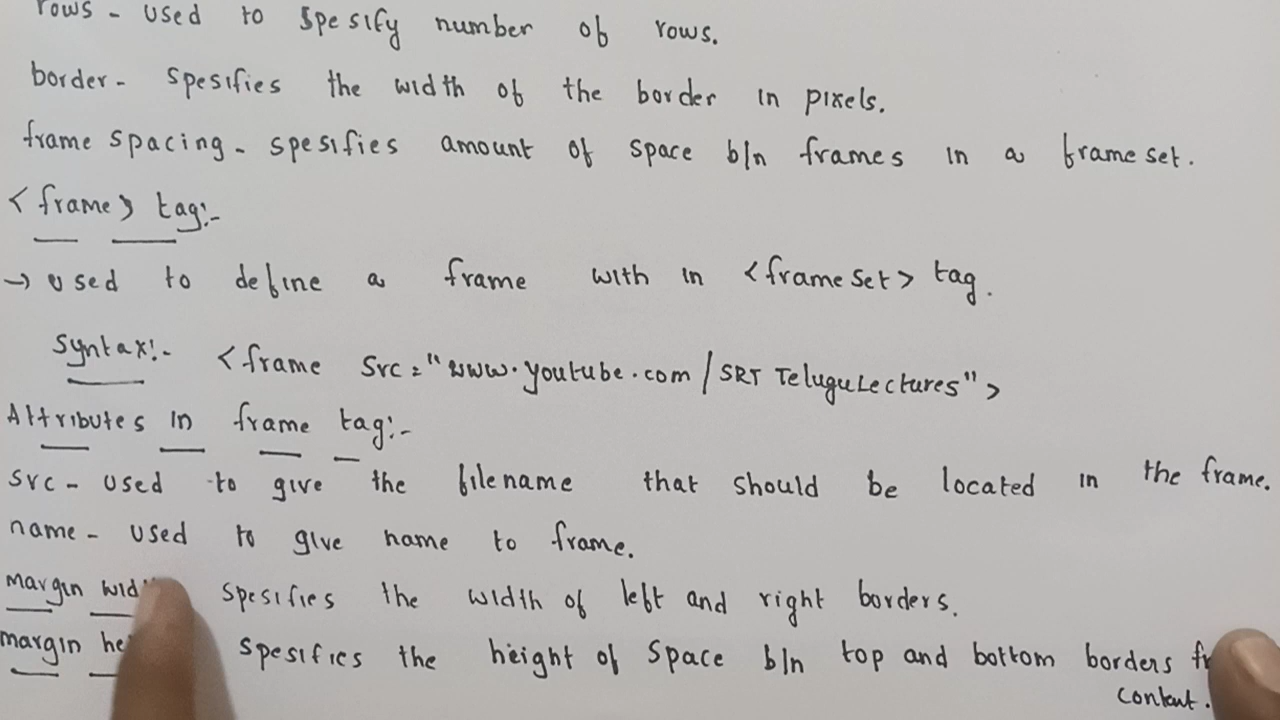 rows - used to spesify number of rows.
border - spesifies the width of the border in pixels.
frame spacing - spesifies amount of space b/n frames in a frameset.
<frame> tag:-
→ used to define a frame with in <frameset> tag.
syntax:- <frame src="www.youtube.com/SRT TeluguLectures">
Attributes in frame tag:-
src - used to give the filename that should be located in the frame.
name - used to give name to frame.
margin spesifies the width of left and right borders.
margin spesifies the height of space b/n top and bottom borders